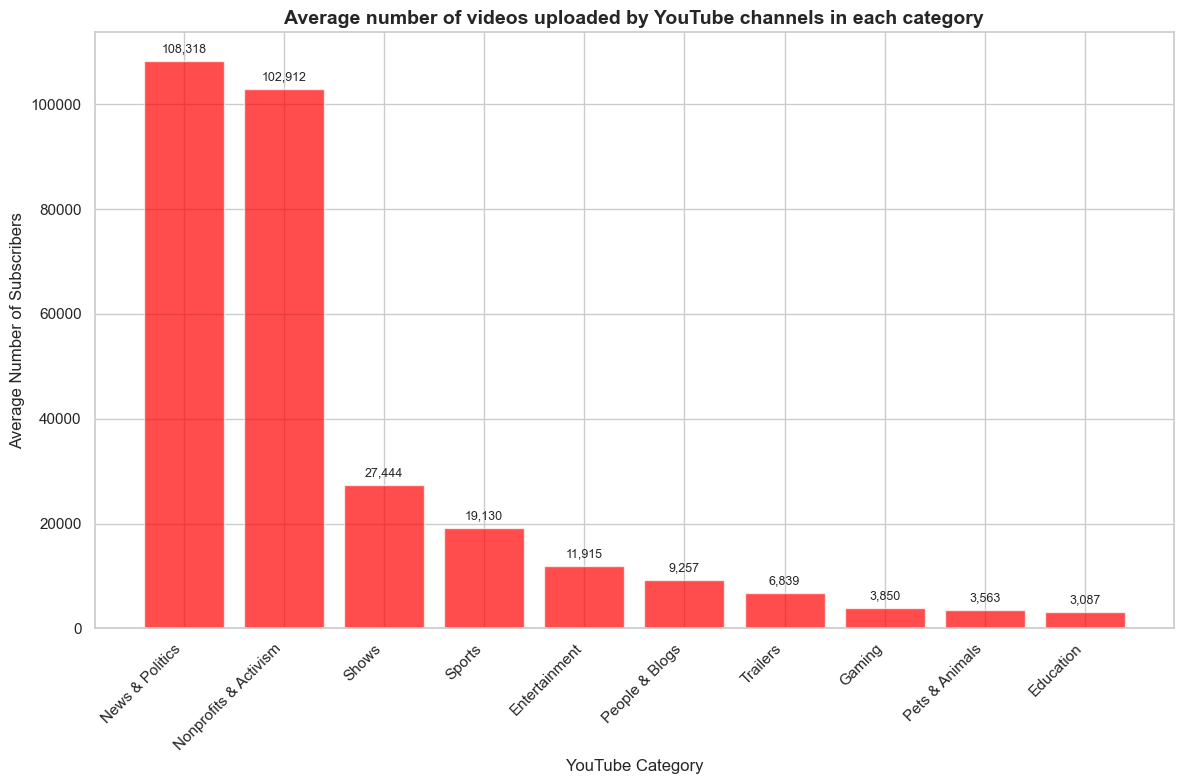 Average number of videos uploaded by YouTube channels in each category
Average Number of Subscribers
100000
80000
60000
40000
20000
0
108,318
102,912
27,444
19,130
11,915
9,257
6,839
3,850
3,563
3,087
News & Politics
Nonprofits & Activism
Shows
Sports
Entertainment
People & Blogs
Trailers
Gaming
Pets & Animals
Education
YouTube Category